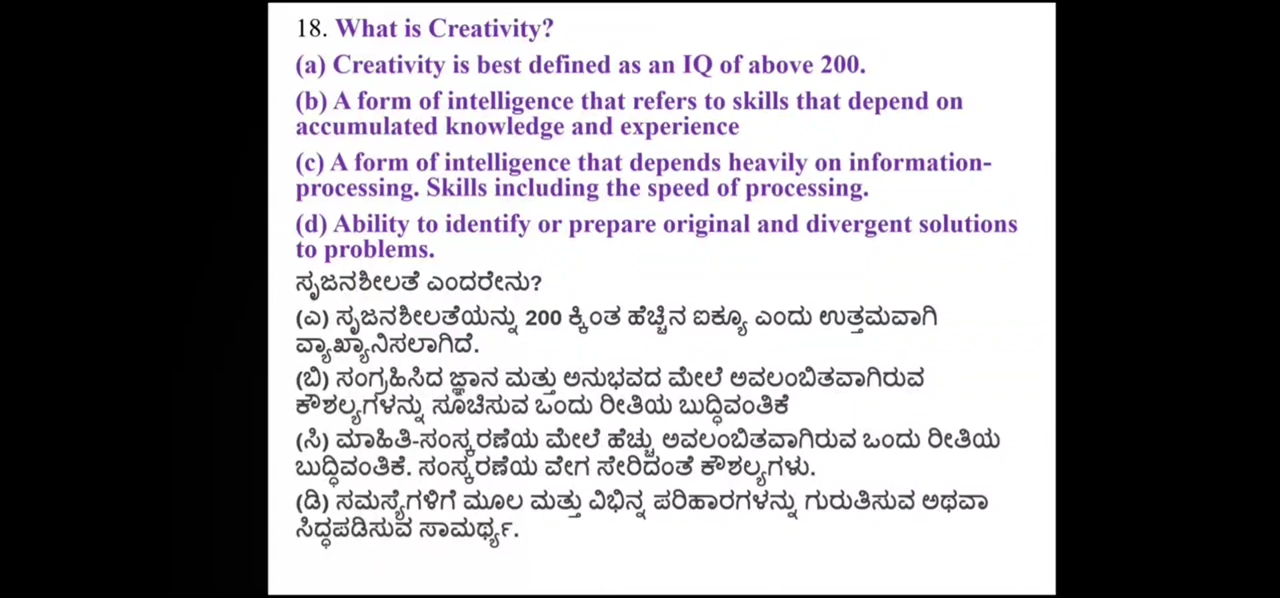 18. What is Creativity?
(a) Creativity is best defined as an IQ of above 200.
(b) A form of intelligence that refers to skills that depend on
accumulated knowledge and experience
(c) A form of intelligence that depends heavily on information-
processing. Skills including the speed of processing.
(d) Ability to identify or prepare original and divergent solutions
to problems.
ಸೃಜನಶೀಲತೆ ಎಂದರೇನು?
(ಎ) ಸೃಜನಶೀಲತೆಯನ್ನು 200 ಕ್ಕಿಂತ ಹೆಚ್ಚಿನ ಐಕ್ಯೂ ಎಂದು ಉತ್ತಮವಾಗಿ
ವ್ಯಾಖ್ಯಾನಿಸಲಾಗಿದೆ.
(ಬಿ) ಸಂಗ್ರಹಿಸಿದ ಜ್ಞಾನ ಮತ್ತು ಅನುಭವದ ಮೇಲೆ ಅವಲಂಬಿತವಾಗಿರುವ
ಕೌಶಲ್ಯಗಳನ್ನು ಸೂಚಿಸುವ ಒಂದು ರೀತಿಯ ಬುದ್ಧಿವಂತಿಕೆ
(ಸಿ) ಮಾಹಿತಿ-ಸಂಸ್ಕರಣೆಯ ಮೇಲೆ ಹೆಚ್ಚು ಅವಲಂಬಿತವಾಗಿರುವ ಒಂದು ರೀತಿಯ
ಬುದ್ಧಿವಂತಿಕೆ. ಸಂಸ್ಕರಣೆಯ ವೇಗ ಸೇರಿದಂತೆ ಕೌಶಲ್ಯಗಳು.
(ಡಿ) ಸಮಸ್ಯೆಗಳಿಗೆ ಮೂಲ ಮತ್ತು ವಿಭಿನ್ನ ಪರಿಹಾರಗಳನ್ನು ಗುರುತಿಸುವ ಅಥವಾ
ಸಿದ್ಧಪಡಿಸುವ ಸಾಮರ್ಥ್ಯ.